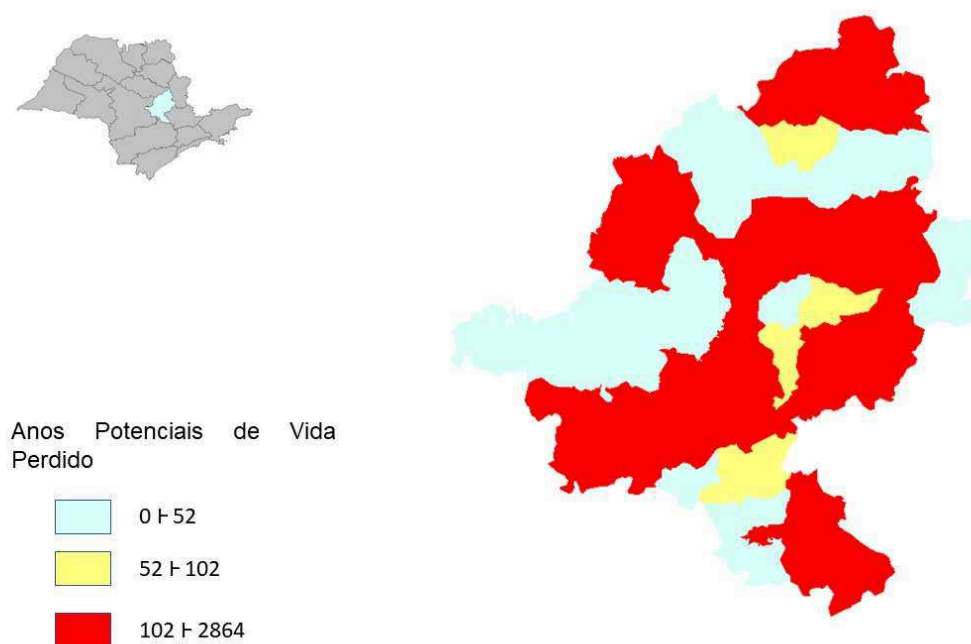 Anos Potenciais de Vida
Perdido
0 Ⱶ 52
52 Ⱶ 102
102 Ⱶ 2864